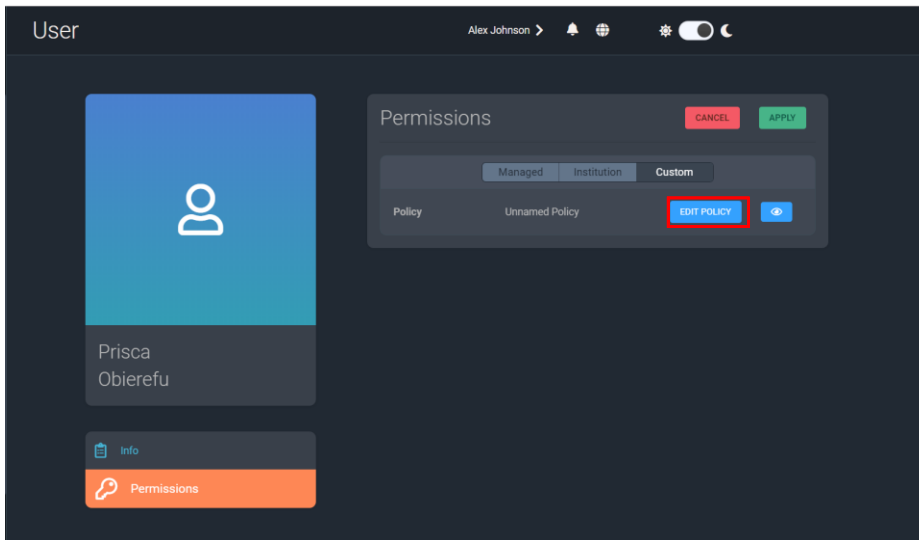 User
Alex Johnson
Permissions
CANCEL
APPLY
Managed
Institution
Custom
Policy
Unnamed Policy
EDIT POLICY
Prisca
Obierefu
Info
Permissions